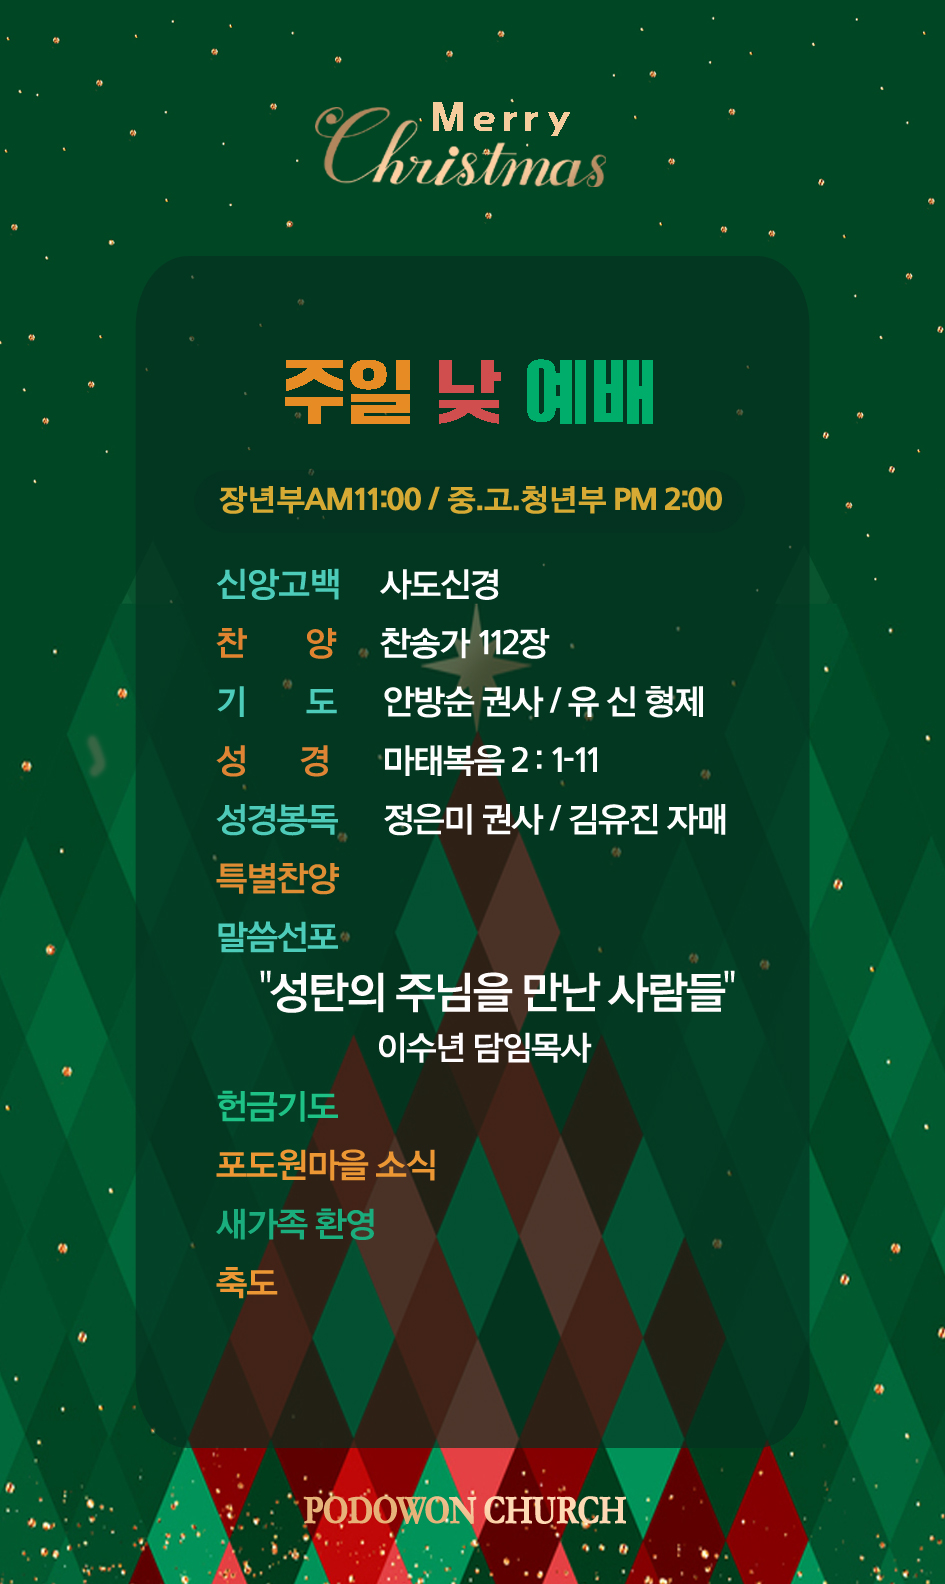 Merry
Christmas
주일 낮 예배
장년부AM11:00 / 중.고.청년부 PM 2:00
신앙고백 사도신경
찬 양 찬송가 112장
기 도 안방순 권사 / 유 신 형제
성 경 마태복음 2 : 1-11
성경봉독 정은미 권사 / 김유진 자매
특별찬양
말씀선포
"성탄의 주님을 만난 사람들"
이수년 담임목사
헌금기도
포도원마을 소식
새가족 환영
축도
PODOWON CHURCH